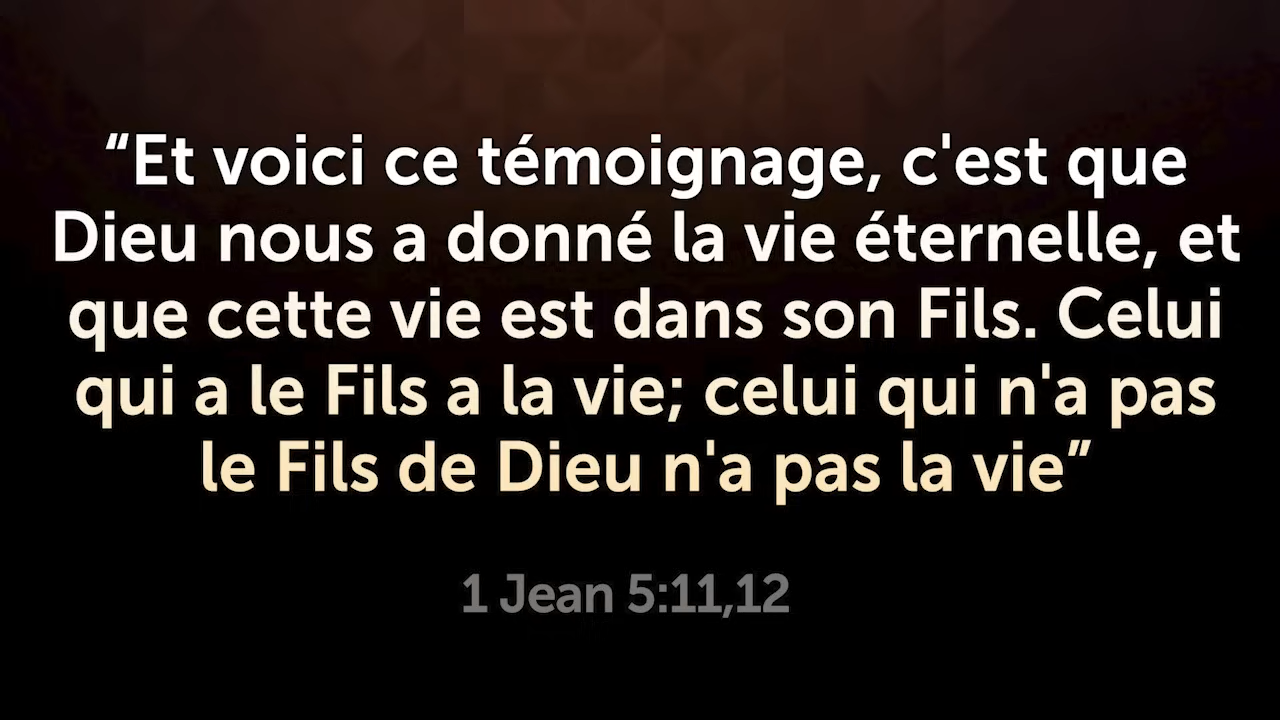 “Et voici ce témoignage, c'est que
Dieu nous a donné la vie éternelle, et
que cette vie est dans son Fils. Celui
qui a le Fils a la vie; celui qui n'a pas
le Fils de Dieu n'a pas la vie”
1 Jean 5:11,12